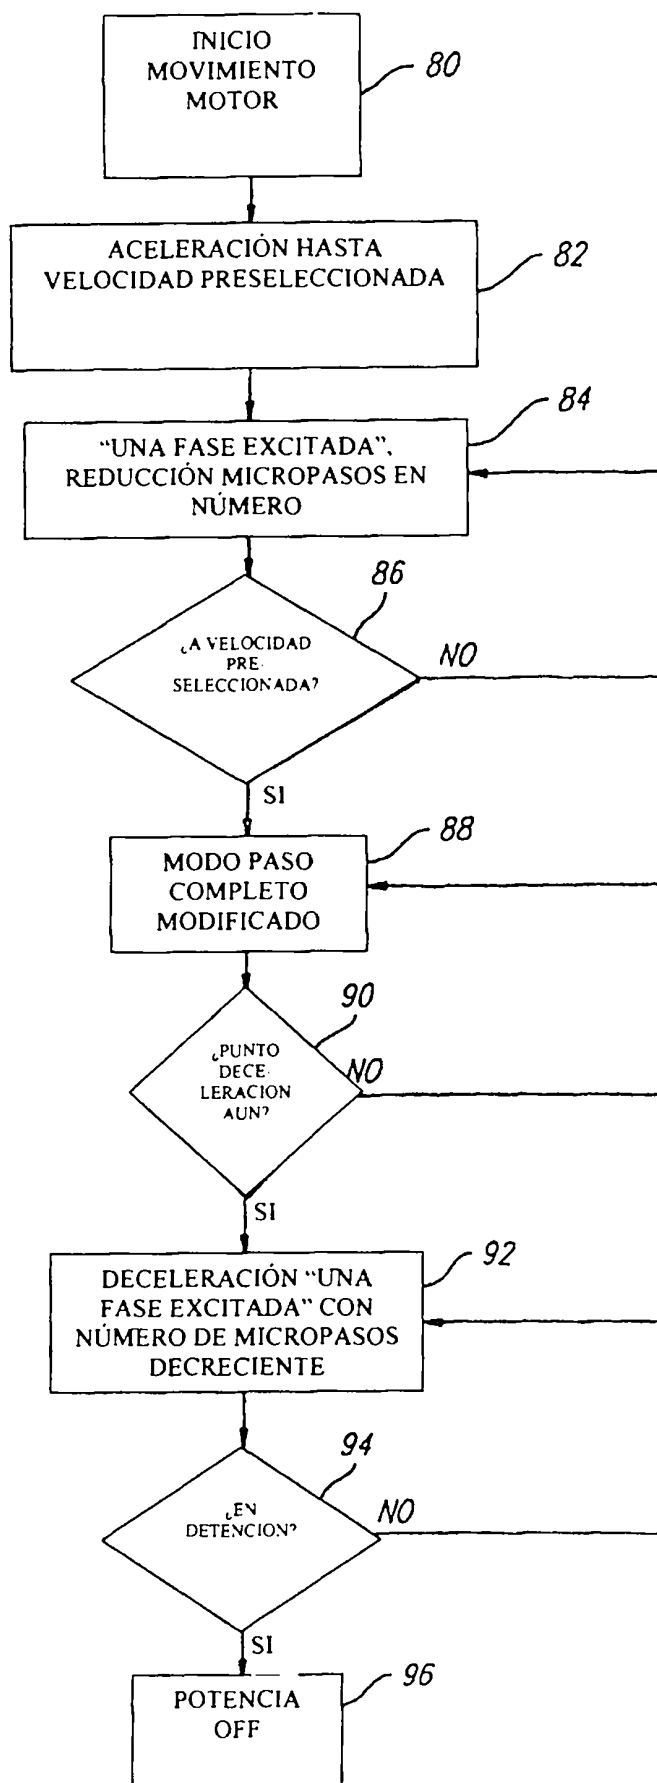 INICIO
MOVIMIENTO
MOTOR
80
ACELERACIÓN HASTA
VELOCIDAD PRESELECCIONADA
82
84
“UNA FASE EXCITADA”,
REDUCCIÓN MICROPASOS EN
NÚMERO
86
¿A VELOCIDAD
PRE-
SELECCIONADA?
NO
SI
88
MODO PASO
COMPLETO
MODIFICADO
90
¿PUNTO
DECE-
LERACION
AUN?
NO
SI
92
DECELERACIÓN “UNA
FASE EXCITADA” CON
NÚMERO DE MICROPASOS
DECRECIENTE
94
¿EN
DETENCION?
NO
SI
96
POTENCIA
OFF